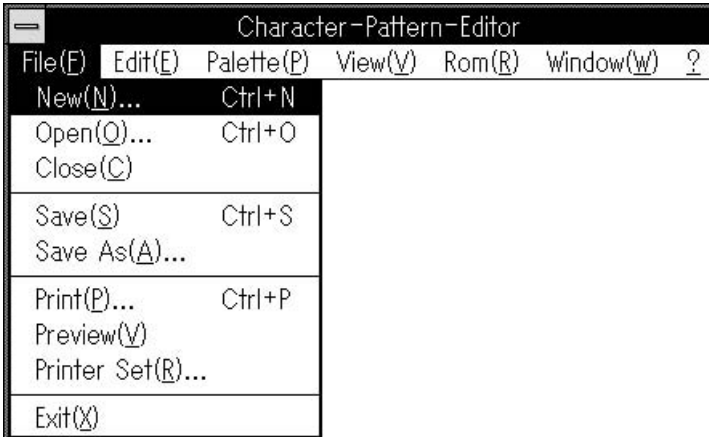 Character-Pattern-Editor
File(F) Edit(E) Palette(P) View(V) Rom(R) Window(W) ?
New(N)... Ctrl+N
Open(O)... Ctrl+O
Close(C)
Save(S) Ctrl+S
Save As(A)...
Print(P)... Ctrl+P
Preview(V)
Printer Set(R)...
Exit(X)